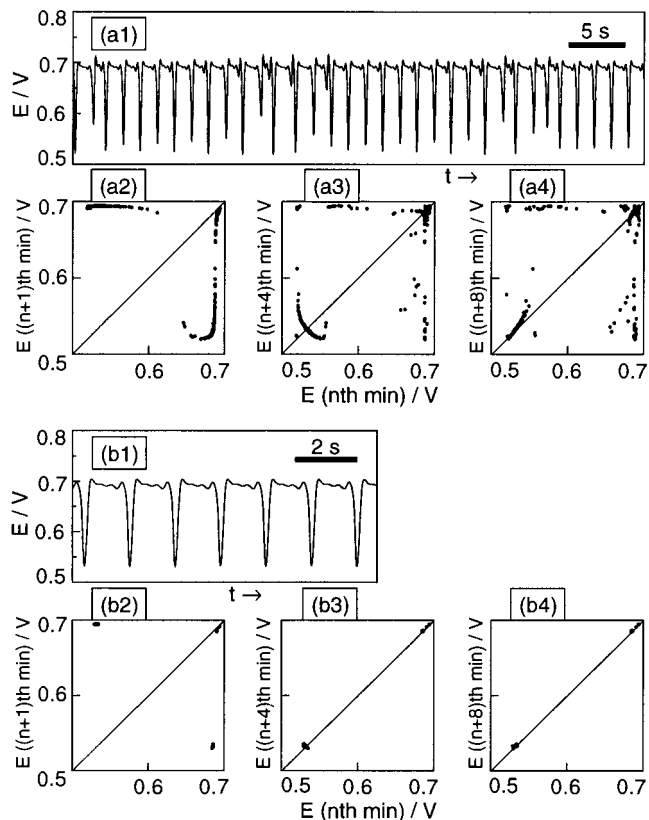 (a1)
5 s
0.8
0.7
0.6
0.5
E / V
t →
(a2)
(a3)
(a4)
0.7
0.6
0.5
E ((n+1)th min) / V
E ((n+4)th min) / V
E ((n+8)th min) / V
0.6 0.7
0.5 0.6 0.7
0.5 0.6 0.7
E (nth min) / V
(b1)
2 s
0.8
0.7
0.6
0.5
E / V
t →
(b2)
(b3)
(b4)
0.7
0.6
0.5
E ((n+1)th min) / V
E ((n+4)th min) / V
E ((n+8)th min) / V
0.6 0.7
0.5 0.6 0.7
0.5 0.6 0.7
E (nth min) / V